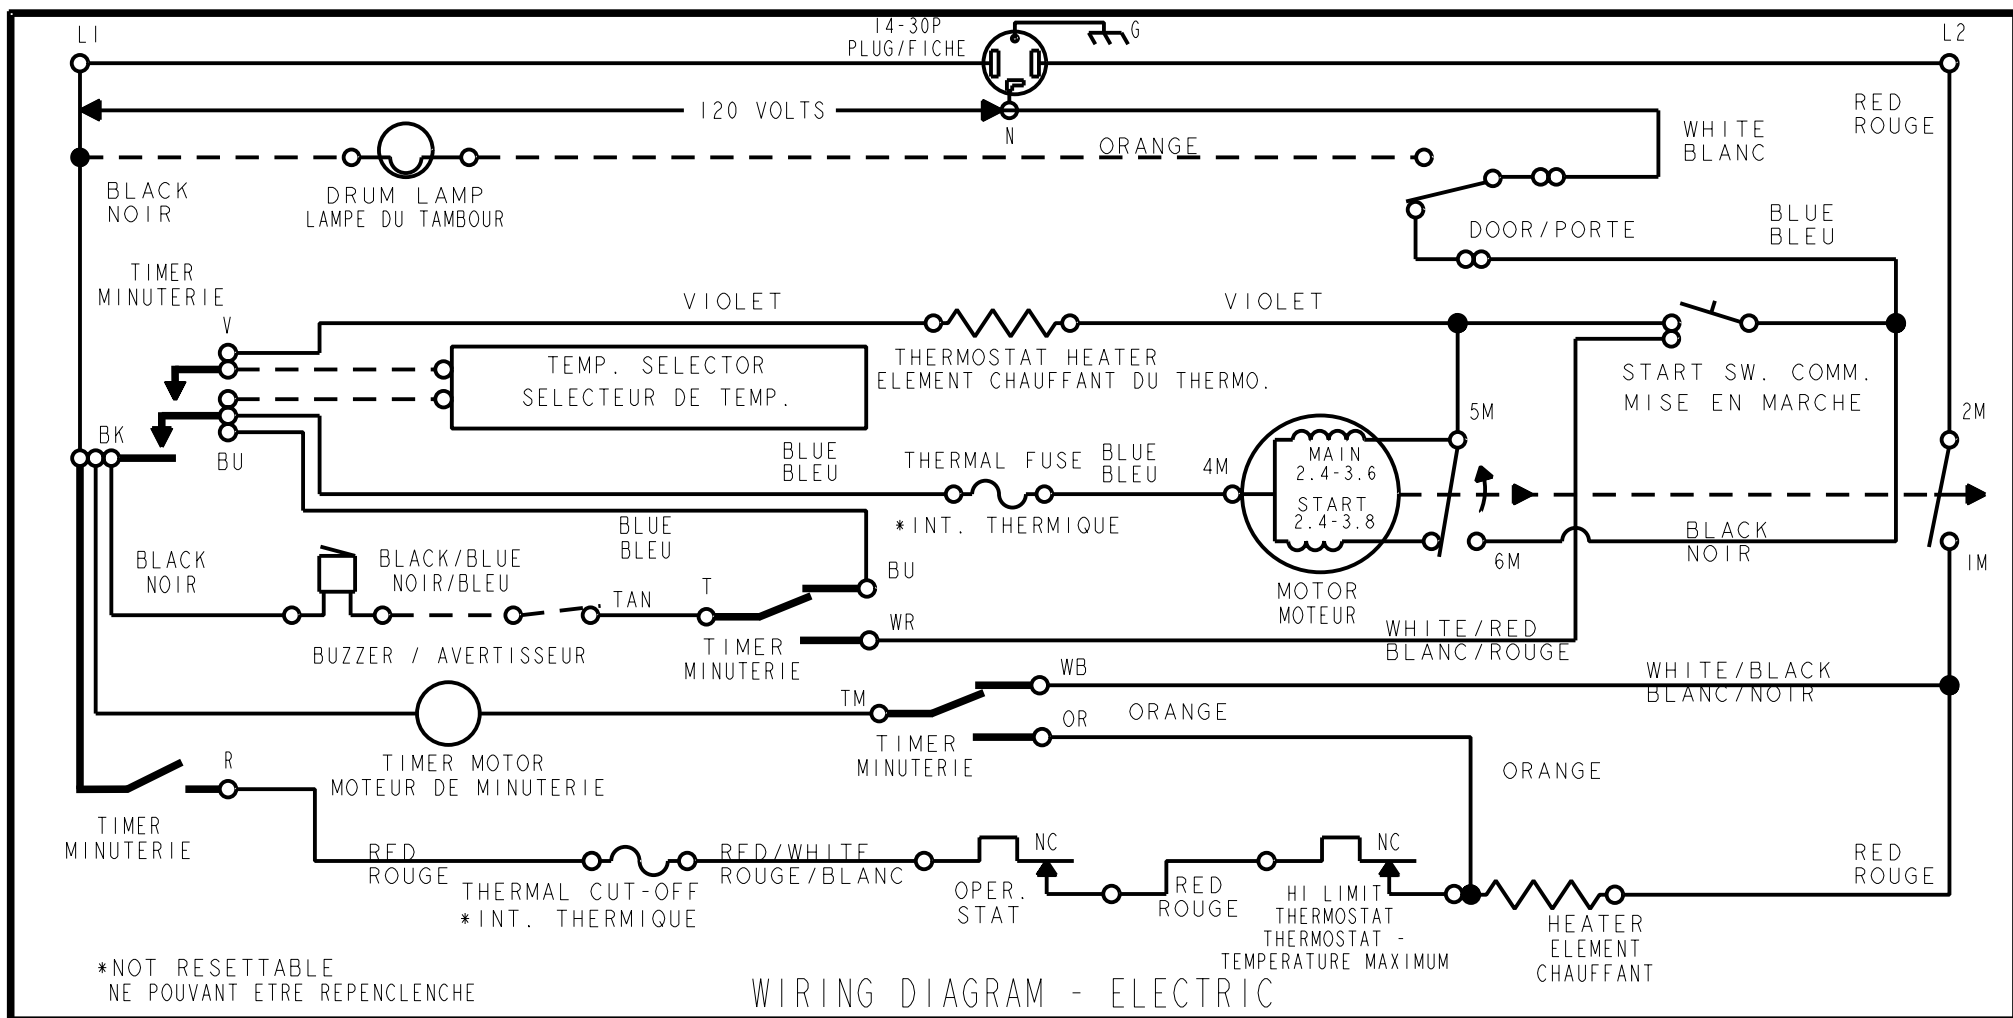 L1
14-30P
PLUG/FICHE
G
L2
120 VOLTS
N
RED
ROUGE
WHITE
BLANC
ORANGE
BLACK
NOIR
DRUM LAMP
LAMPE DU TAMBOUR
DOOR/PORTE
BLUE
BLEU
TIMER
MINUTERIE
V
VIOLET
VIOLET
TEMP. SELECTOR
SELECTEUR DE TEMP.
THERMOSTAT HEATER
ELEMENT CHAUFFANT DU THERMO.
START SW. COMM.
MISE EN MARCHE
BK
BU
BLUE
BLEU
THERMAL FUSE
*INT. THERMIQUE
BLUE
BLEU
4M
MAIN
2.4-3.6
START
2.4-3.8
MOTOR
MOTEUR
5M
6M
2M
1M
BLACK
NOIR
BLUE
BLEU
BLACK
NOIR
BLACK/BLUE
NOIR/BLEU
BUZZER / AVERTISSEUR
TAN
T
BU
WR
TIMER
MINUTERIE
WHITE/RED
BLANC/ROUGE
WB
WHITE/BLACK
BLANC/NOIR
TM
OR
ORANGE
TIMER
MINUTERIE
TIMER MOTOR
MOTEUR DE MINUTERIE
R
TIMER
MINUTERIE
ORANGE
RED
ROUGE
THERMAL CUT-OFF
*INT. THERMIQUE
RED/WHITE
ROUGE/BLANC
NC
OPER.
STAT
RED
ROUGE
NC
HI LIMIT
THERMOSTAT
THERMOSTAT -
TEMPERATURE MAXIMUM
HEATER
ELEMENT
CHAUFFANT
RED
ROUGE
*NOT RESETTABLE
NE POUVANT ETRE REPENCLENCHE
WIRING DIAGRAM - ELECTRIC